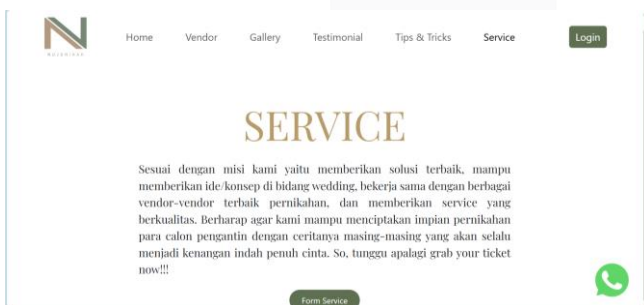 N
Home Vendor Gallery Testimonial Tips & Tricks Service Login
SERVICE
Sesuai dengan misi kami yaitu memberikan solusi terbaik, mampu
memberikan ide/konsep di bidang wedding, bekerja sama dengan berbagai
vendor-vendor terbaik pernikahan, dan memberikan service yang
berkualitas. Berharap agar kami mampu menciptakan impian pernikahan
para calon pengantin dengan ceritanya masing-masing yang akan selalu
menjadi kenangan indah penuh cinta. So, tunggu apalagi grab your ticket
now!!!
Form Service